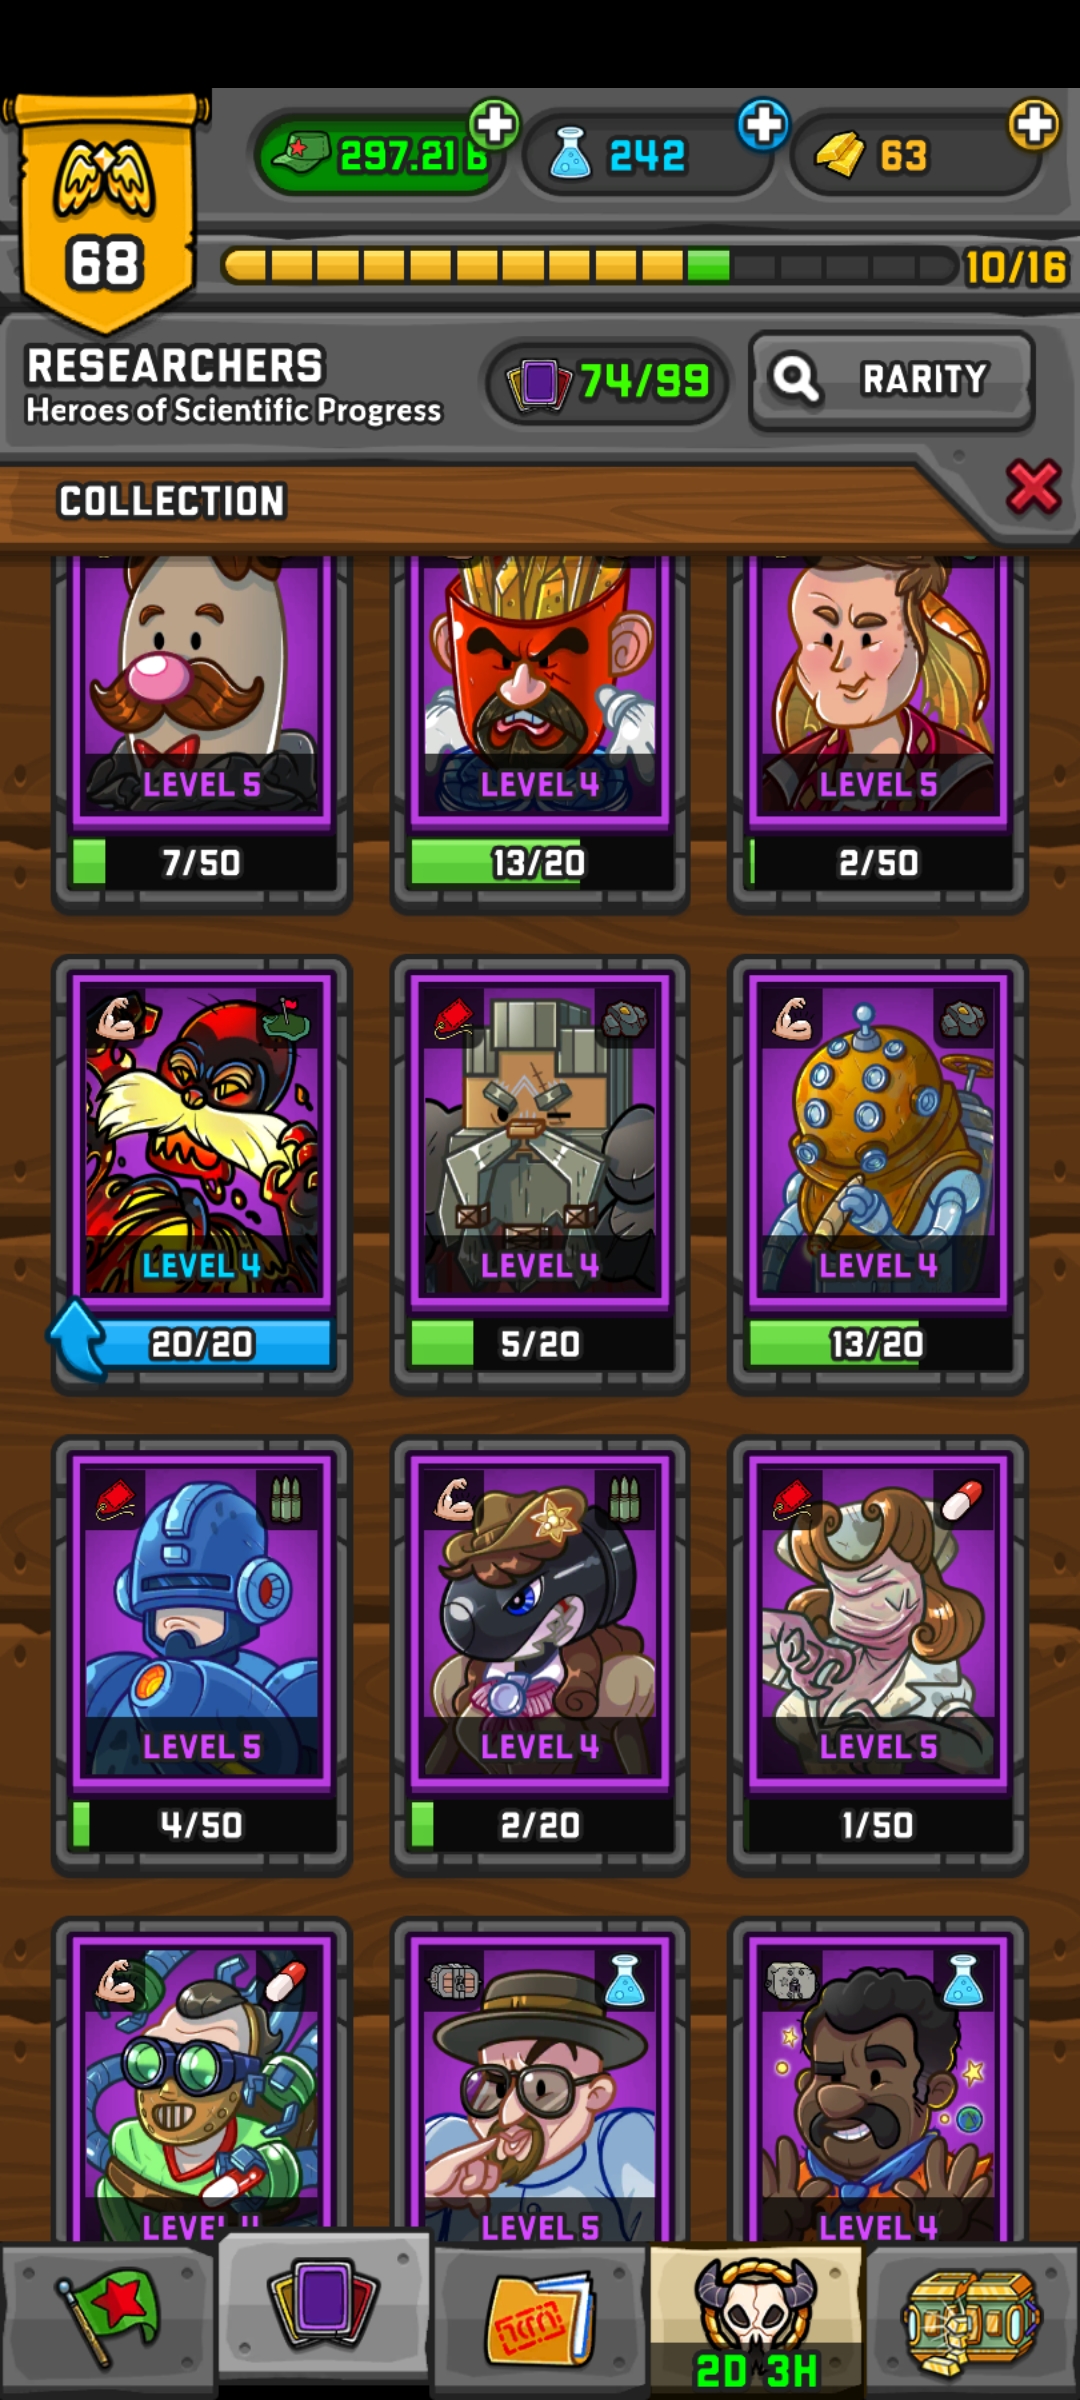 297.21 B
242
63
68
10/16
RESEARCHERS
Heroes of Scientific Progress
74/99
RARITY
COLLECTION
LEVEL 5
LEVEL 4
LEVEL 5
7/50
13/20
2/50
LEVEL 4
LEVEL 4
LEVEL 4
20/20
5/20
13/20
LEVEL 5
LEVEL 4
LEVEL 5
4/50
2/20
1/50
LEVEL 4
LEVEL 5
LEVEL 4
2D 3H